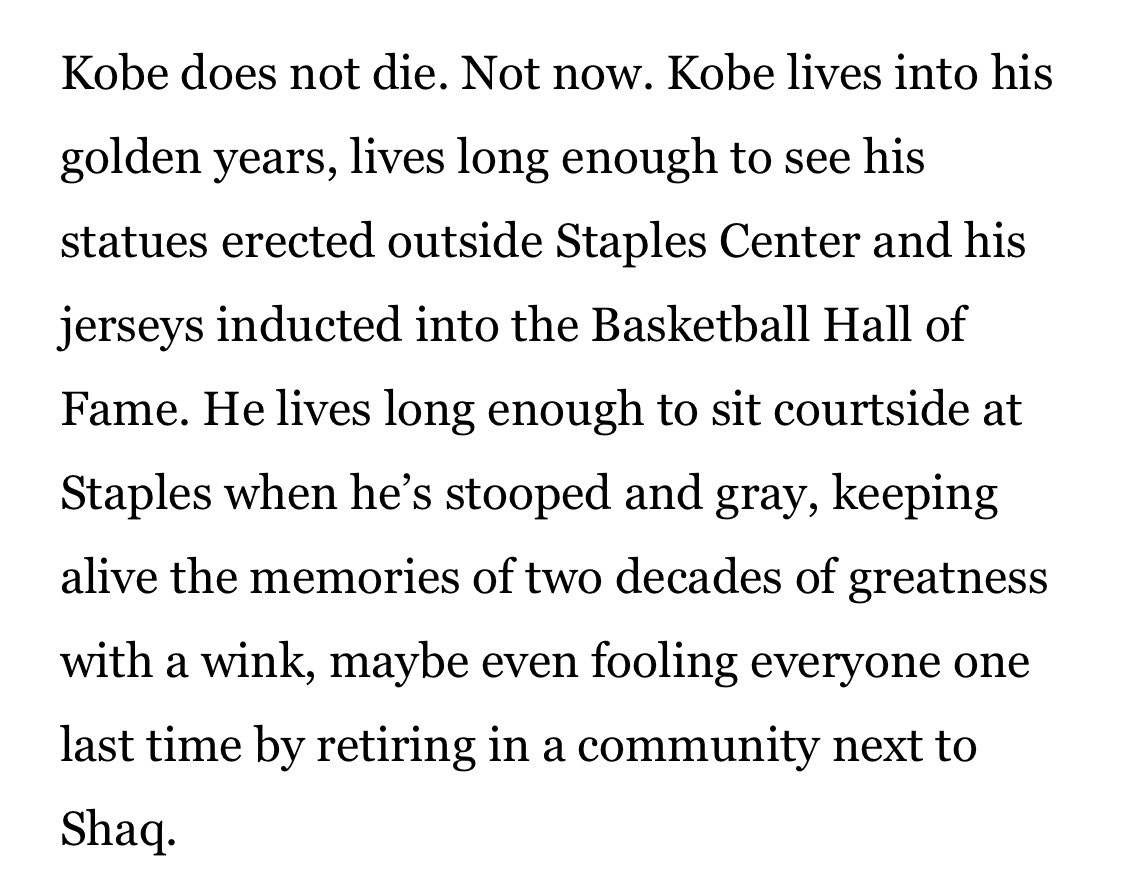 Kobe does not die. Not now. Kobe lives into his
golden years, lives long enough to see his
statues erected outside Staples Center and his
jerseys inducted into the Basketball Hall of
Fame. He lives long enough to sit courtside at
Staples when he’s stooped and gray, keeping
alive the memories of two decades of greatness
with a wink, maybe even fooling everyone one
last time by retiring in a community next to
Shaq.